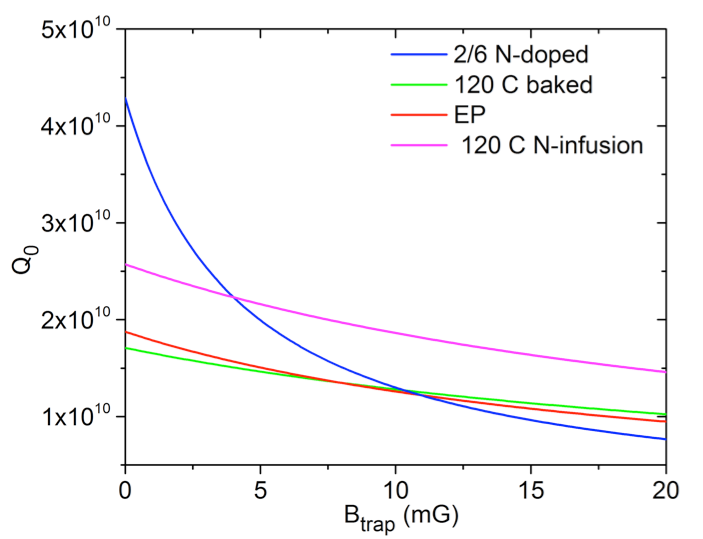 5x10^10
4x10^10
3x10^10
2x10^10
1x10^10
Q_0
2/6 N-doped
120 C baked
EP
120 C N-infusion
0 5 10 15 20
B_trap (mG)